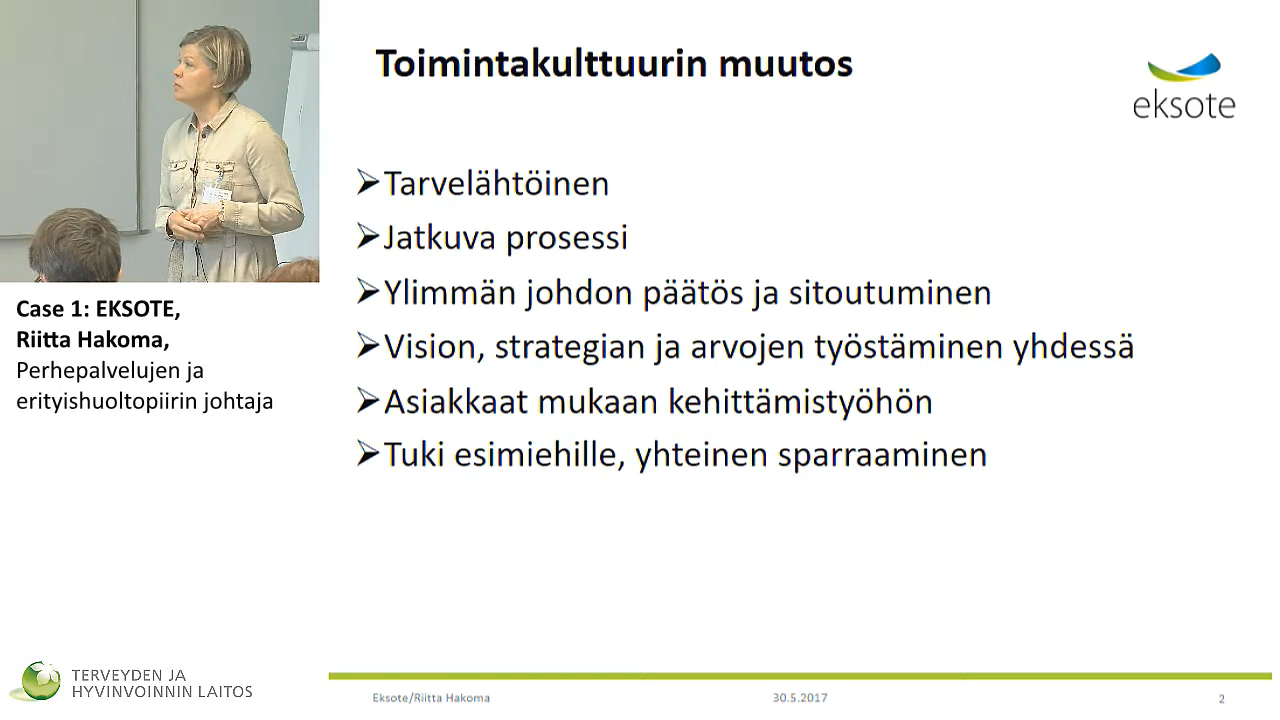 Toimintakulttuurin muutos
eksote
Tarvelähtöinen
Jatkuva prosessi
Ylimmän johdon päätös ja sitoutuminen
Vision, strategian ja arvojen työstäminen yhdessä
Asiakkaat mukaan kehittämistyöhön
Tuki esimiehille, yhteinen sparraaminen
Case 1: EKSOTE,
Riitta Hakoma,
Perhepalvelujen ja
erityishuoltopiirin johtaja
TERVEYDEN JA
HYVINVOINNIN LAITOS
Eksote/Riitta Hakoma
30.5.2017
2